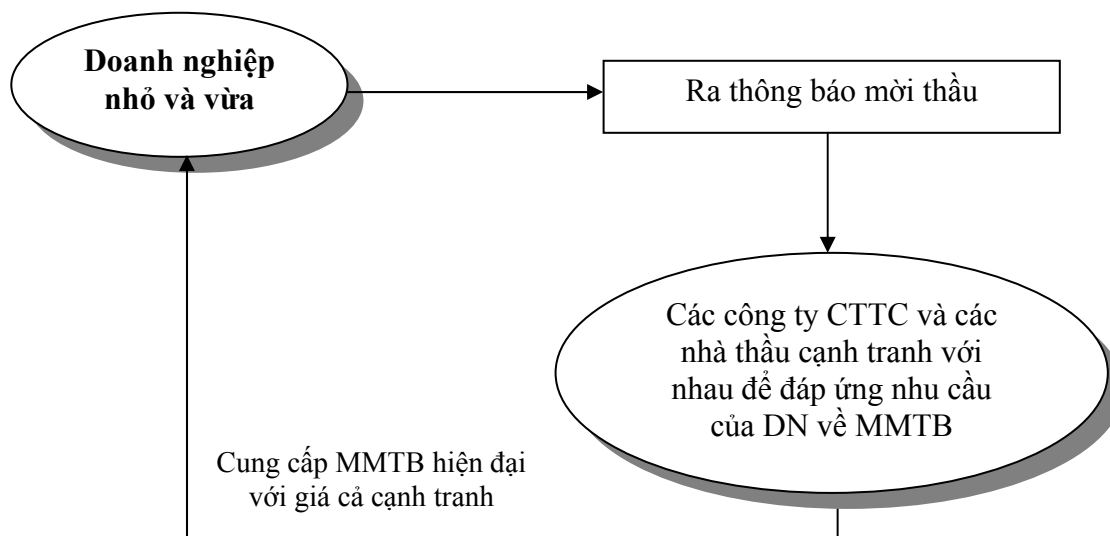 Doanh nghiệp
nhỏ và vừa
Ra thông báo mời thầu
Các công ty CTTC và các
nhà thầu cạnh tranh với
nhau để đáp ứng nhu cầu
của DN về MMTB
Cung cấp MMTB hiện đại
với giá cả cạnh tranh